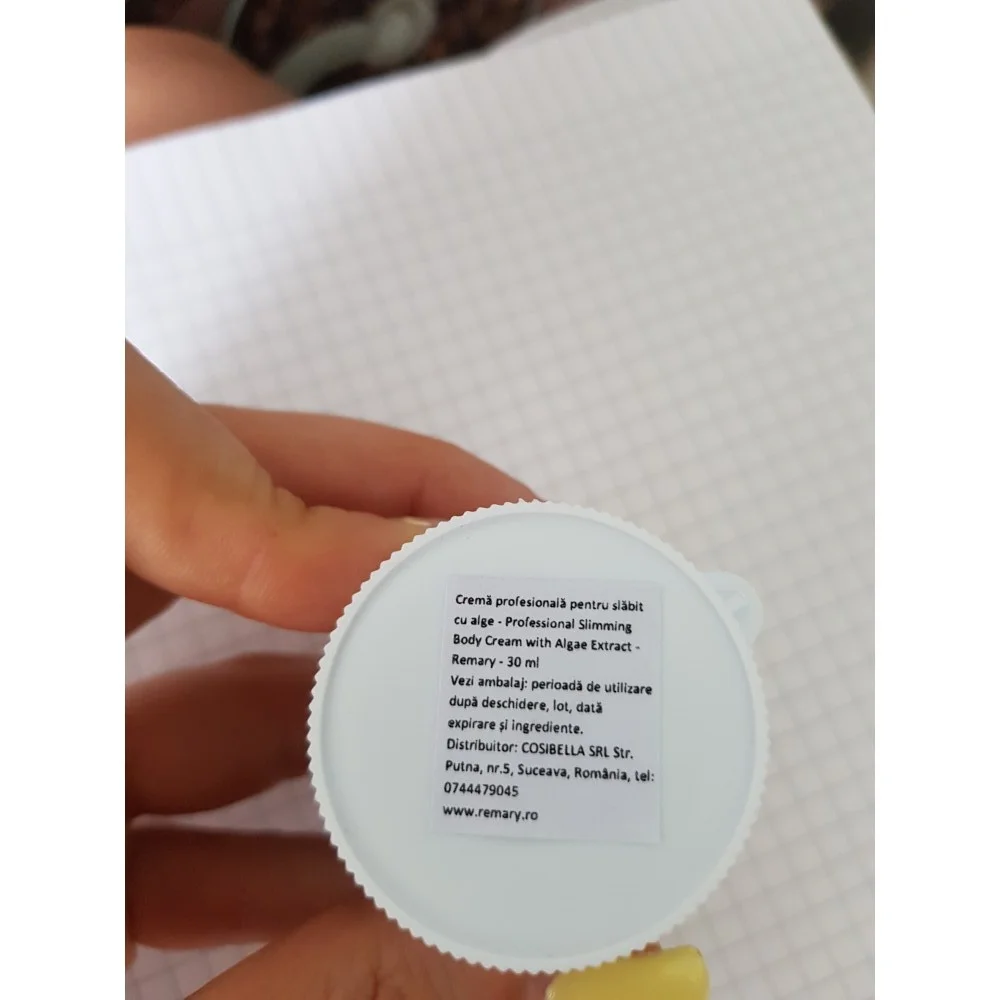 Cremă profesională pentru slăbit
cu alge - Professional Slimming
Body Cream with Algae Extract -
Remary - 30 ml
Vezi ambalaj: perioadă de utilizare
după deschidere, lot, dată
expirare și ingrediente.
Distribuitor: COSIBELLA SRL Str.
Putna, nr.5, Suceava, România, tel:
0744479045
www.remary.ro